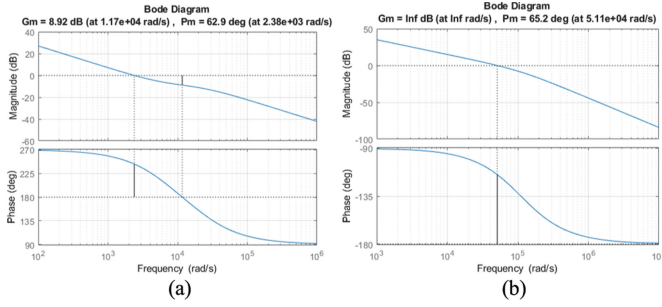 Bode Diagram
Gm = 8.92 dB (at 1.17e+04 rad/s) , Pm = 62.9 deg (at 2.38e+03 rad/s)
Magnitude (dB)
40
20
0
-20
-40
-60
Phase (deg)
270
225
180
135
90
10^2
10^3
10^4
10^5
10^6
Frequency (rad/s)
(a)
Bode Diagram
Gm = Inf dB (at Inf rad/s) , Pm = 65.2 deg (at 5.11e+04 rad/s)
Magnitude (dB)
50
0
-50
-100
Phase (deg)
-90
-135
-180
10^3
10^4
10^5
10^6
10^7
Frequency (rad/s)
(b)